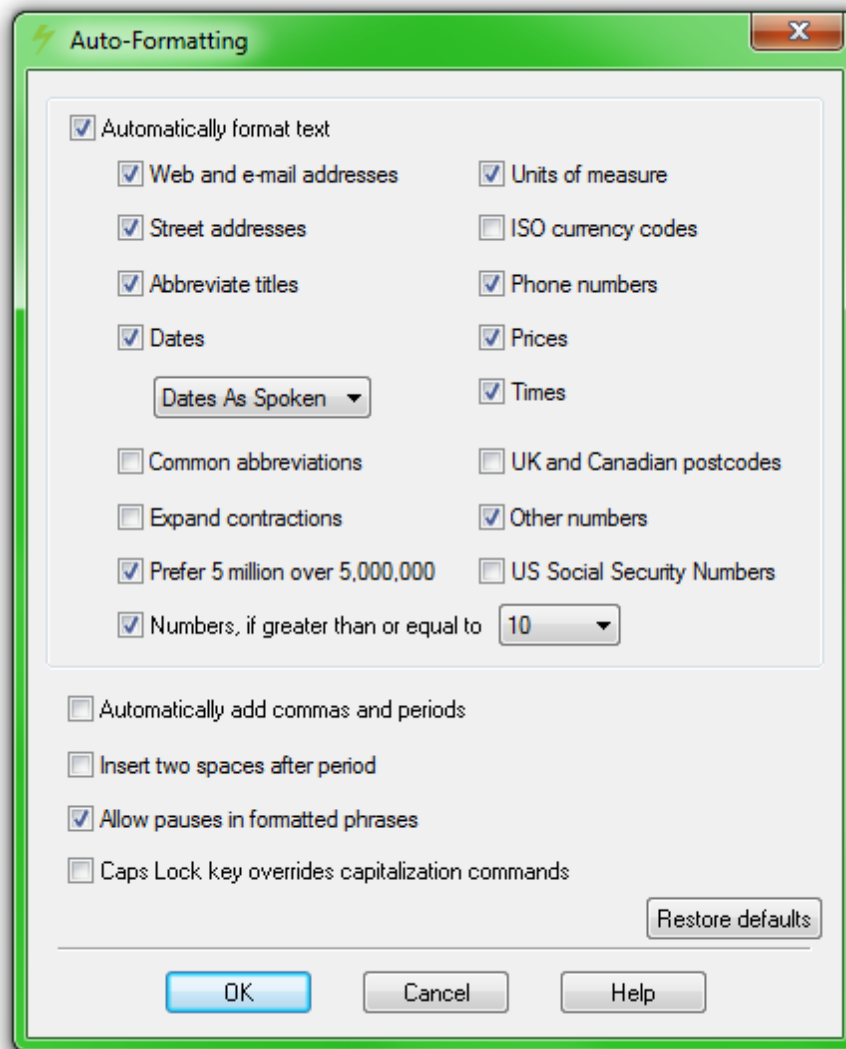 Auto-Formatting
Automatically format text
Web and e-mail addresses
Units of measure
Street addresses
ISO currency codes
Abbreviate titles
Phone numbers
Dates
Prices
Dates As Spoken
Times
Common abbreviations
UK and Canadian postcodes
Expand contractions
Other numbers
Prefer 5 million over 5,000,000
US Social Security Numbers
Numbers, if greater than or equal to 10
Automatically add commas and periods
Insert two spaces after period
Allow pauses in formatted phrases
Caps Lock key overrides capitalization commands
Restore defaults
OK Cancel Help